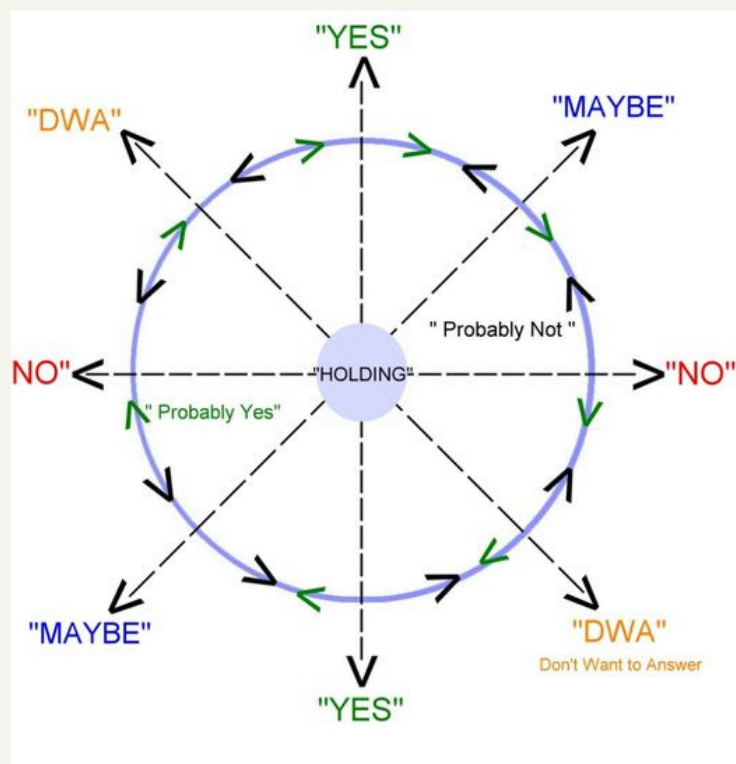 "YES"
"DWA"
"MAYBE"
" Probably Not "
NO"
"HOLDING"
"NO"
" Probably Yes"
"MAYBE"
"DWA"
Don't Want to Answer
"YES"